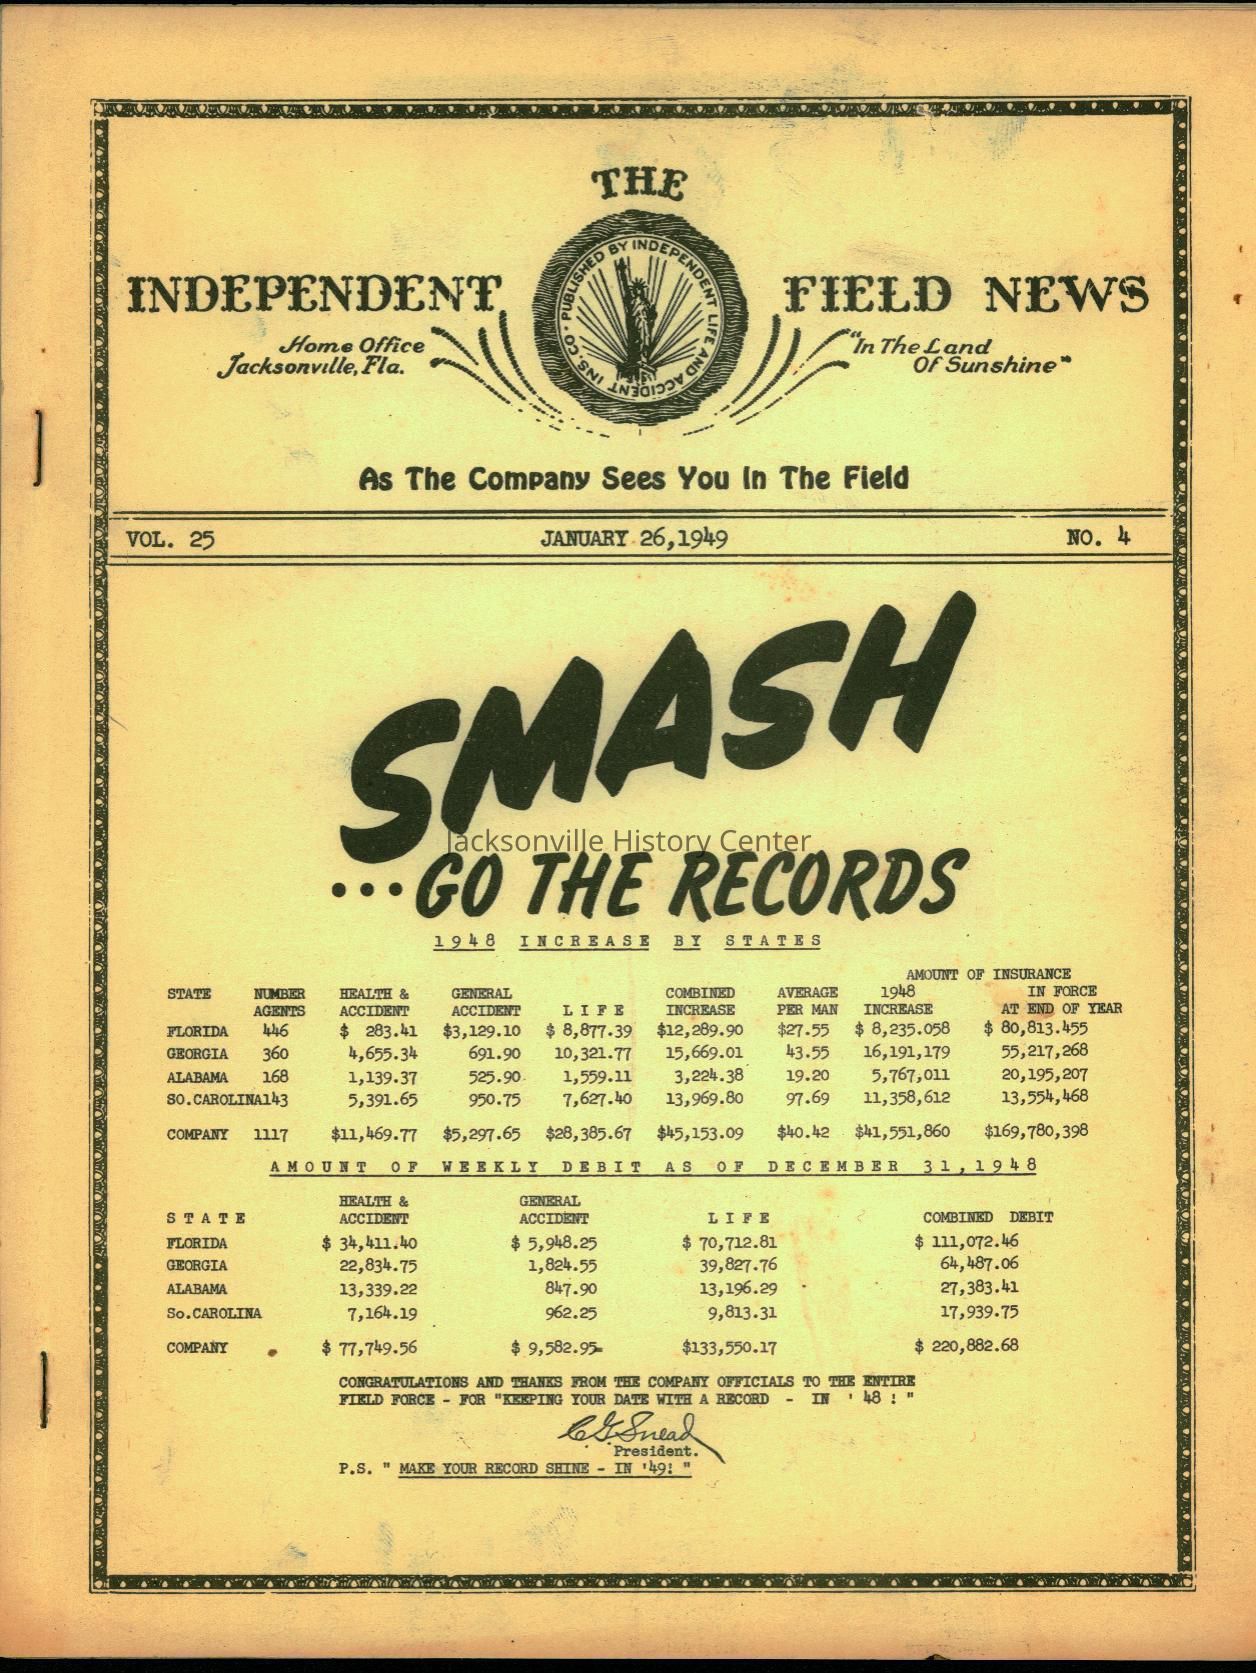 THE
INDEPENDENT FIELD NEWS
PUBLISHED BY INDEPENDENT LIFE AND ACCIDENT INS. CO.
Home Office
Jacksonville, Fla.
"In The Land
Of Sunshine"
As The Company Sees You In The Field
VOL. 25 JANUARY 26,1949 NO. 4
SMASH
Jacksonville History Center
...GO THE RECORDS
1948 INCREASE BY STATES
AMOUNT OF INSURANCE
STATE NUMBER HEALTH & GENERAL COMBINED AVERAGE 1948 IN FORCE
AGENTS ACCIDENT ACCIDENT LIFE INCREASE PER MAN INCREASE AT END OF YEAR
FLORIDA 446 $ 283.41 $3,129.10 $ 8,877.39 $12,289.90 $27.55 $ 8,235.058 $ 80,813.455
GEORGIA 360 4,655.34 691.90 10,321.77 15,669.01 43.55 16,191,179 55,217,268
ALABAMA 168 1,139.37 525.90 1,559.11 3,224.38 19.20 5,767,011 20,195,207
SO.CAROLINA143 5,391.65 950.75 7,627.40 13,969.80 97.69 11,358,612 13,554,468
COMPANY 1117 $11,469.77 $5,297.65 $28,385.67 $45,153.09 $40.42 $41,551,860 $169,780,398
AMOUNT OF WEEKLY DEBIT AS OF DECEMBER 31,1948
HEALTH & GENERAL
STATE ACCIDENT ACCIDENT LIFE COMBINED DEBIT
FLORIDA $ 34,411.40 $ 5,948.25 $ 70,712.81 $ 111,072.46
GEORGIA 22,834.75 1,824.55 39,827.76 64,487.06
ALABAMA 13,339.22 847.90 13,196.29 27,383.41
So.CAROLINA 7,164.19 962.25 9,813.31 17,939.75
COMPANY $ 77,749.56 $ 9,582.95 $133,550.17 $ 220,882.68
CONGRATULATIONS AND THANKS FROM THE COMPANY OFFICIALS TO THE ENTIRE
FIELD FORCE - FOR "KEEPING YOUR DATE WITH A RECORD - IN ' 48 ! "
C. G. Snead
President.
P.S. " MAKE YOUR RECORD SHINE - IN '49! "